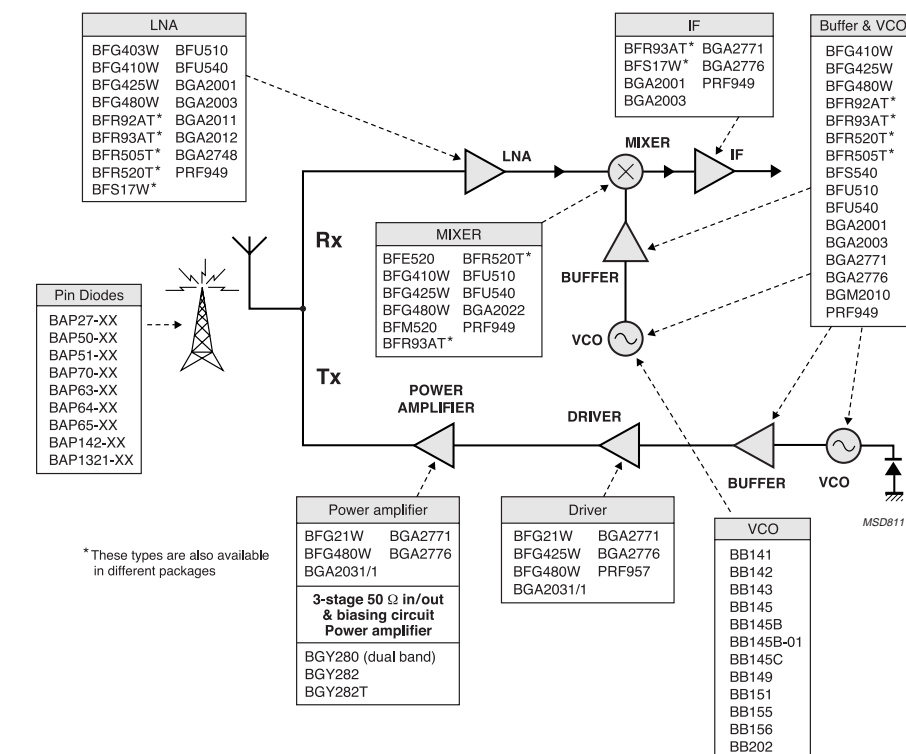 LNA
BFG403W BFU510
BFG410W BFU540
BFG425W BGA2001
BFG480W BGA2003
BFR92AT* BGA2011
BFR93AT* BGA2012
BFR505T* BGA2748
BFR520T* PRF949
BFS17W*
IF
BFR93AT* BGA2771
BFS17W* BGA2776
BGA2001 PRF949
BGA2003
Buffer & VCO
BFG410W
BFG425W
BFG480W
BFR92AT*
BFR93AT*
BFR520T*
BFR505T*
BFS540
BFU510
BFU540
BGA2001
BGA2003
BGA2771
BGA2776
BGM2010
PRF949
LNA
MIXER
IF
Rx
MIXER
BFE520 BFR520T*
BFG410W BFU510
BFG425W BFU540
BFG480W BGA2022
BFM520 PRF949
BFR93AT*
BUFFER
VCO
Pin Diodes
BAP27-XX
BAP50-XX
BAP51-XX
BAP70-XX
BAP63-XX
BAP64-XX
BAP65-XX
BAP142-XX
BAP1321-XX
Tx
POWER
AMPLIFIER
DRIVER
BUFFER
VCO
MSD811
* These types are also available
in different packages
Power amplifier
BFG21W BGA2771
BFG480W BGA2776
BGA2031/1
3-stage 50 Ω in/out
& biasing circuit
Power amplifier
BGY280 (dual band)
BGY282
BGY282T
Driver
BFG21W BGA2771
BFG425W BGA2776
BFG480W PRF957
BGA2031/1
VCO
BB141
BB142
BB143
BB145
BB145B
BB145B-01
BB145C
BB149
BB151
BB155
BB156
BB202